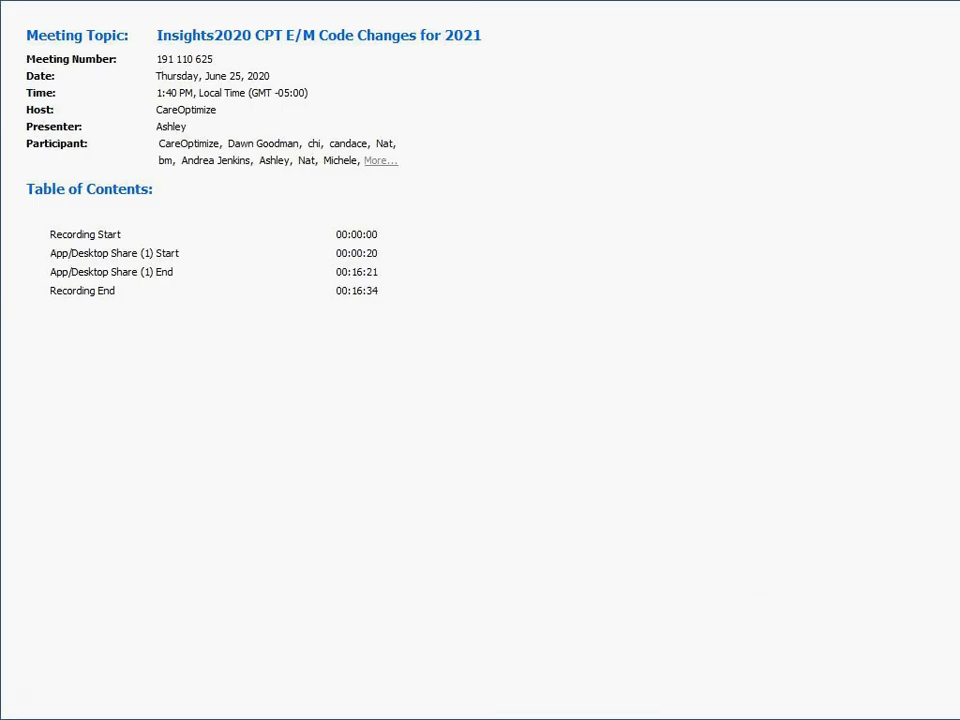 Meeting Topic: Insights2020 CPT E/M Code Changes for 2021
Meeting Number: 191 110 625
Date: Thursday, June 25, 2020
Time: 1:40 PM, Local Time (GMT -05:00)
Host: CareOptimize
Presenter: Ashley
Participant: CareOptimize, Dawn Goodman, chi, candace, Nat,
bm, Andrea Jenkins, Ashley, Nat, Michele, More...
Table of Contents:
Recording Start 00:00:00
App/Desktop Share (1) Start 00:00:20
App/Desktop Share (1) End 00:16:21
Recording End 00:16:34